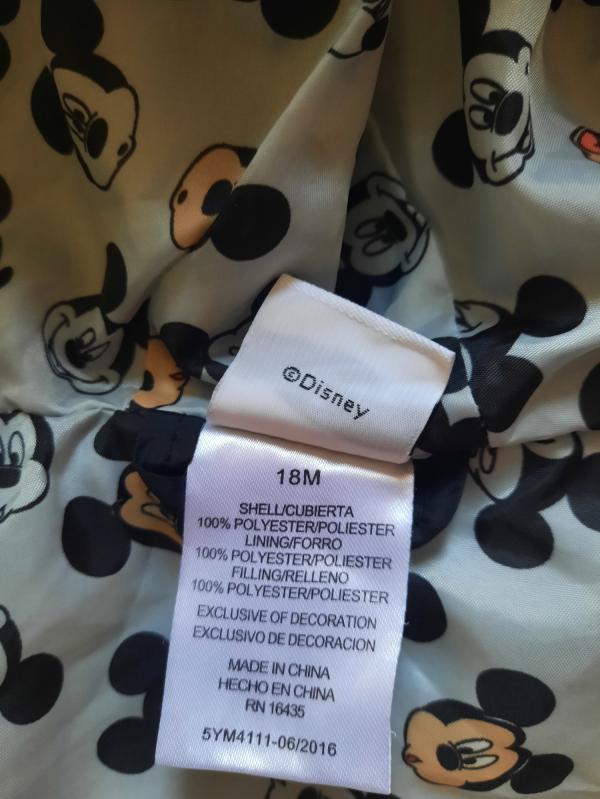 ©Disney
18M
SHELL/CUBIERTA
100% POLYESTER/POLIESTER
LINING/FORRO
100% POLYESTER/POLIESTER
FILLING/RELLENO
100% POLYESTER/POLIESTER
EXCLUSIVE OF DECORATION
EXCLUSIVO DE DECORACION
MADE IN CHINA
HECHO EN CHINA
RN 16435
5YM4111-06/2016